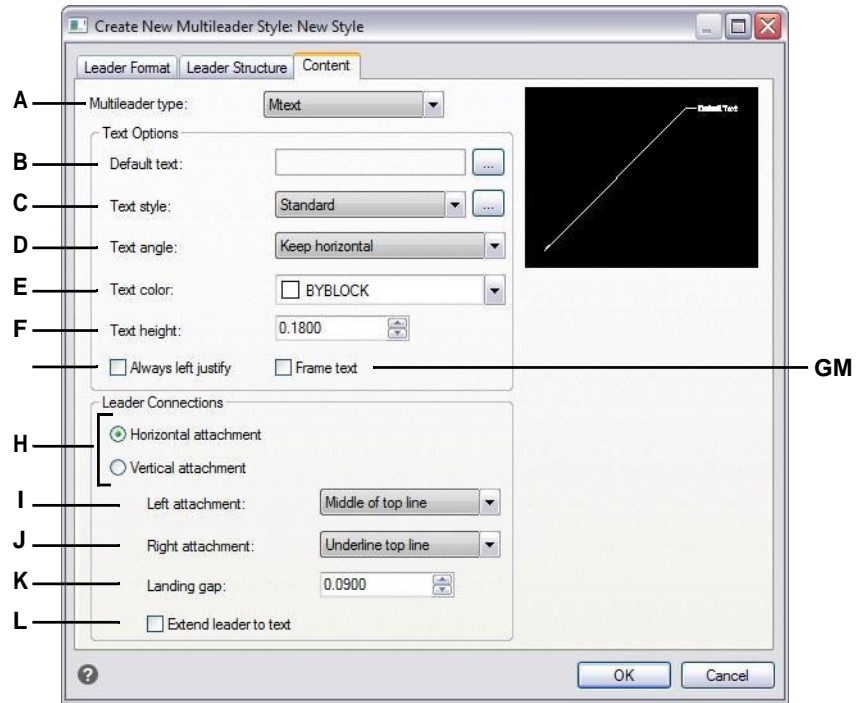 Create New Multileader Style: New Style
Leader Format Leader Structure Content
A Multileader type: Mtext
Text Options
B Default text: ...
C Text style: Standard ...
D Text angle: Keep horizontal
E Text color: BYBLOCK
F Text height: 0.1800
Always left justify Frame text GM
Leader Connections
H Horizontal attachment
Vertical attachment
I Left attachment: Middle of top line
J Right attachment: Underline top line
K Landing gap: 0.0900
L Extend leader to text
Default Text
? OK Cancel